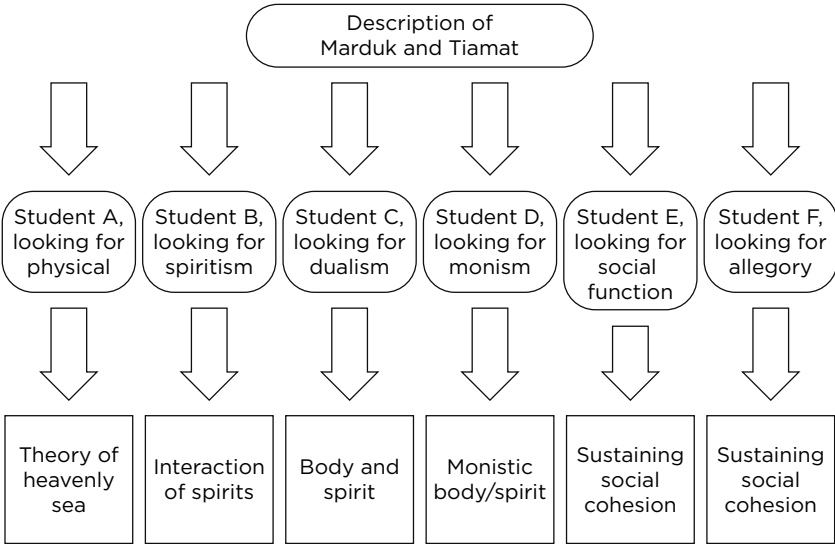 Description of
Marduk and Tiamat
Student A,
looking for
physical
Student B,
looking for
spiritism
Student C,
looking for
dualism
Student D,
looking for
monism
Student E,
looking for
social
function
Student F,
looking for
allegory
Theory of
heavenly
sea
Interaction
of spirits
Body and
spirit
Monistic
body/spirit
Sustaining
social
cohesion
Sustaining
social
cohesion